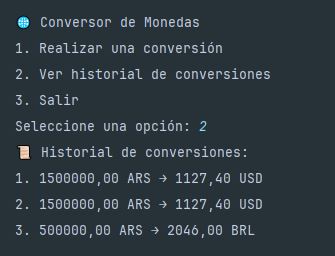 🌐 Conversor de Monedas
1. Realizar una conversión
2. Ver historial de conversiones
3. Salir
Seleccione una opción: 2
📜 Historial de conversiones:
1. 1500000,00 ARS → 1127,40 USD
2. 1500000,00 ARS → 1127,40 USD
3. 500000,00 ARS → 2046,00 BRL